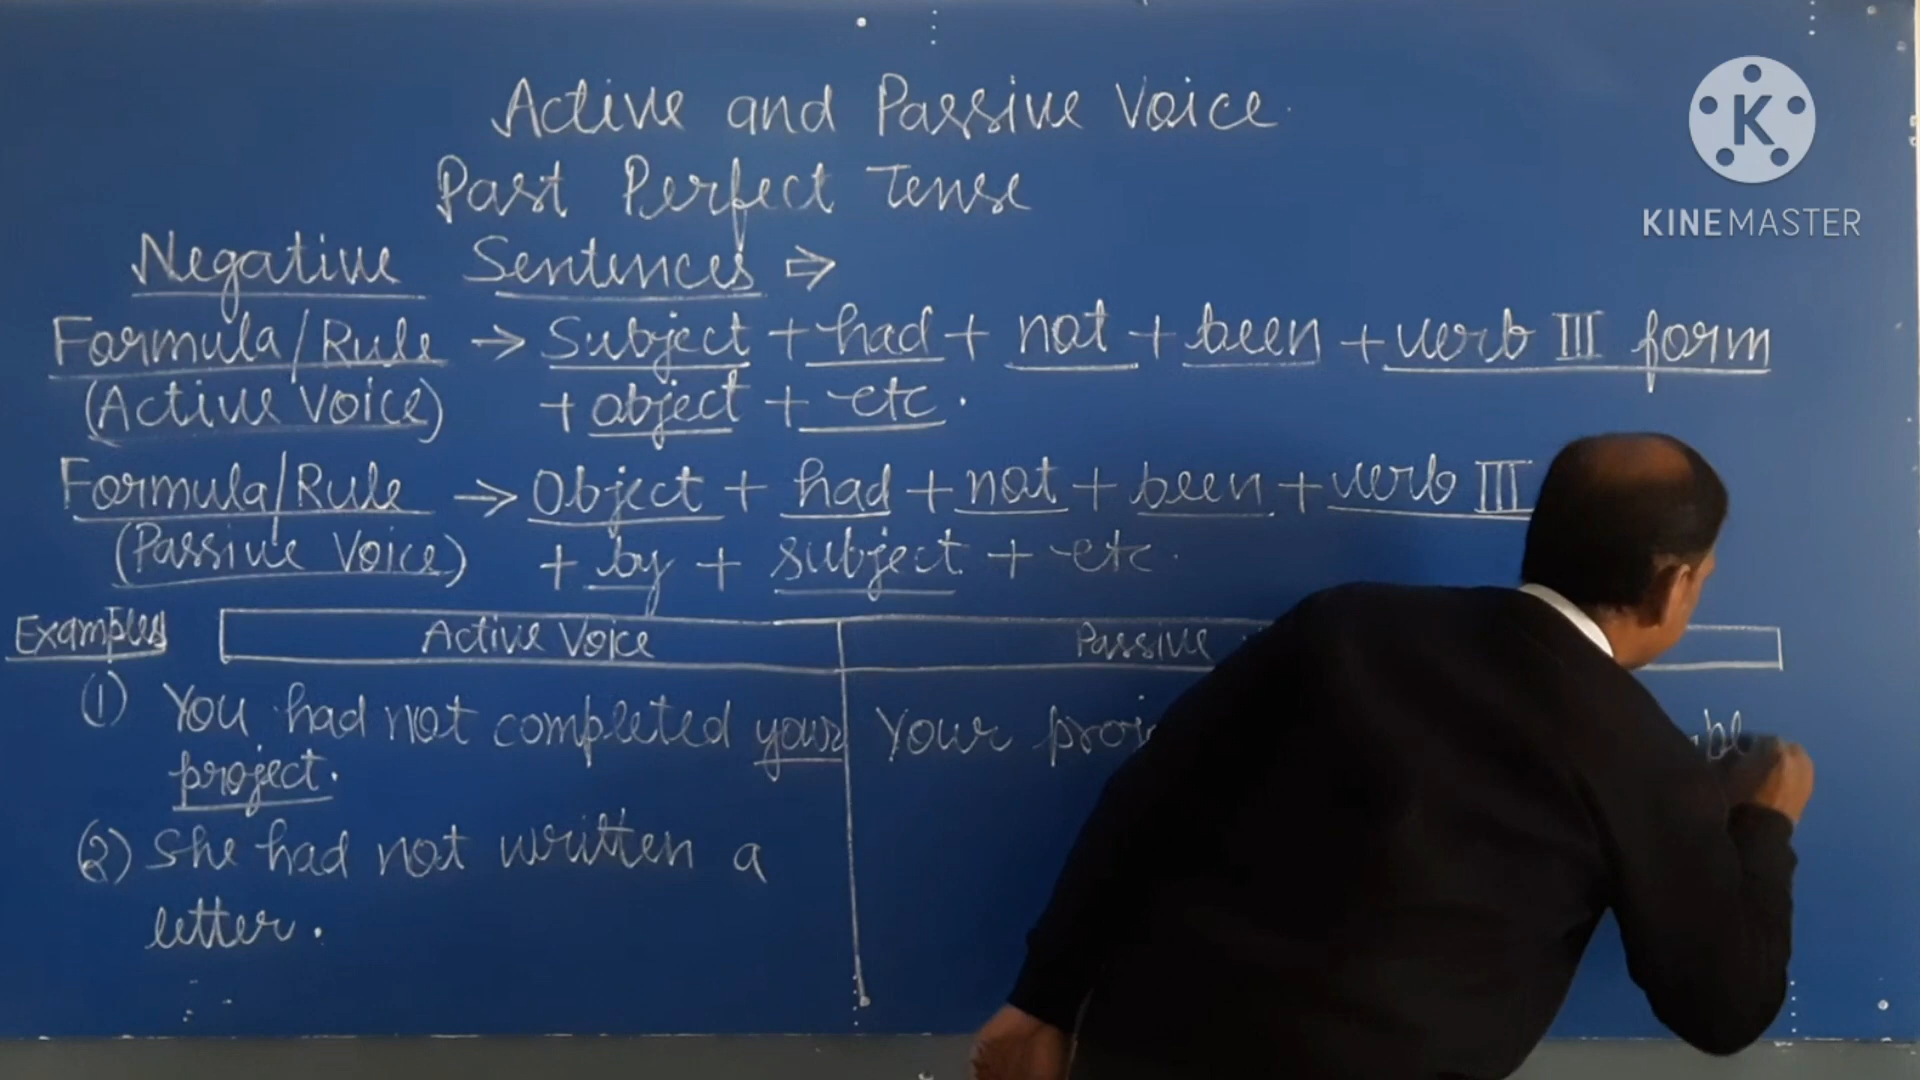 Active and Passive Voice.
Past Perfect Tense
Negative Sentences ⇒
Formula/Rule → Subject + had + not + been + verb III form
(Active Voice) + object + etc.
Formula/Rule → Object + had + not + been + verb III
(Passive Voice) + by + subject + etc.
Examples Active Voice Passive
(1) You had not completed your Your
project.
(2) She had not written a
letter.
K
KINEMASTER